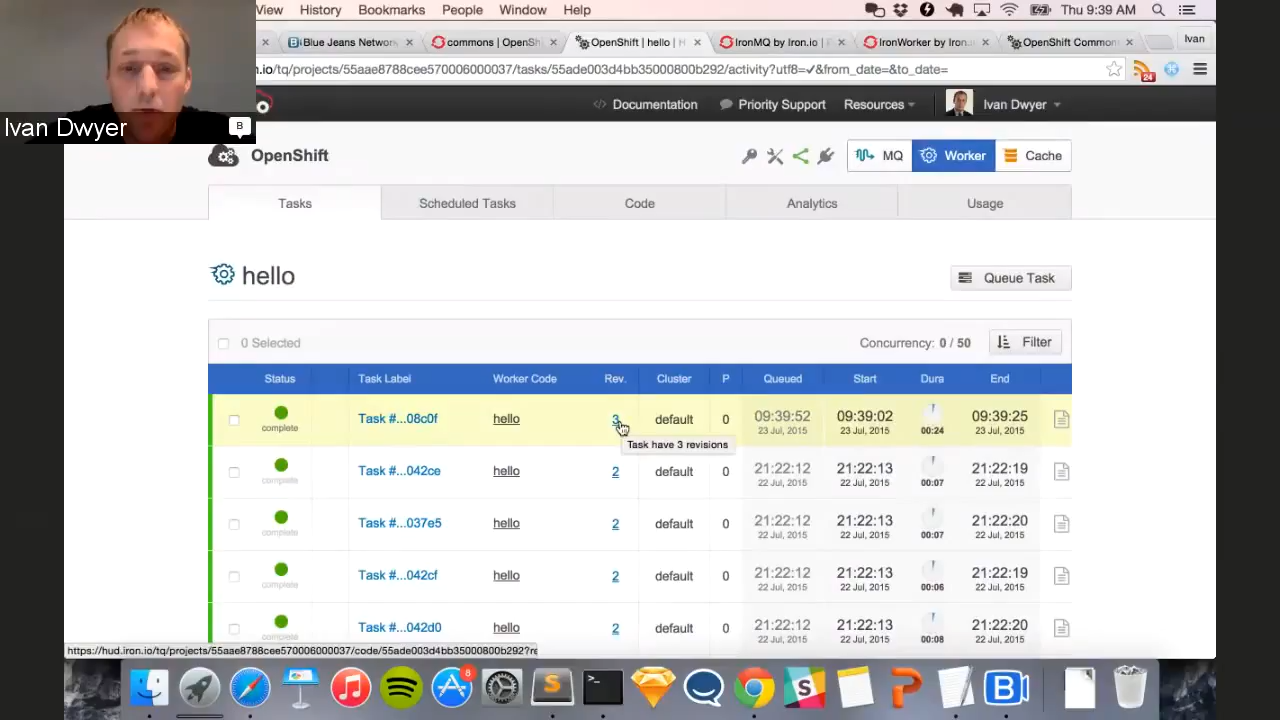 View History Bookmarks People Window Help Thu 9:39 AM
Blue Jeans Network × commons | OpenShi × OpenShift | hello | H × IronMQ by Iron.io | P × IronWorker by Iron.io × OpenShift Commons × Ivan
n.io/tq/projects/55aae8788cee570006000037/tasks/55ade003d4bb35000800b292/activity?utf8=✓&from_date=&to_date=
24
</> Documentation Priority Support Resources Ivan Dwyer
Ivan Dwyer B
OpenShift MQ Worker Cache
Tasks Scheduled Tasks Code Analytics Usage
hello Queue Task
0 Selected Concurrency: 0 / 50 Filter
Status Task Label Worker Code Rev. Cluster P Queued Start Dura End
complete Task #...08c0f hello 3 default 0 09:39:52 23 Jul, 2015 09:39:02 23 Jul, 2015 00:24 09:39:25 23 Jul, 2015
Task have 3 revisions
complete Task #...042ce hello 2 default 0 21:22:12 22 Jul, 2015 21:22:13 22 Jul, 2015 00:07 21:22:19 22 Jul, 2015
complete Task #...037e5 hello 2 default 0 21:22:12 22 Jul, 2015 21:22:13 22 Jul, 2015 00:07 21:22:20 22 Jul, 2015
complete Task #...042cf hello 2 default 0 21:22:12 22 Jul, 2015 21:22:13 22 Jul, 2015 00:06 21:22:19 22 Jul, 2015
complete Task #...042d0 hello 2 default 0 21:22:12 22 Jul, 2015 21:22:13 22 Jul, 2015 00:08 21:22:20 22 Jul, 2015
https://hud.iron.io/tq/projects/55aae8788cee570006000037/code/55ade003d4bb35000800b292?re
8
B